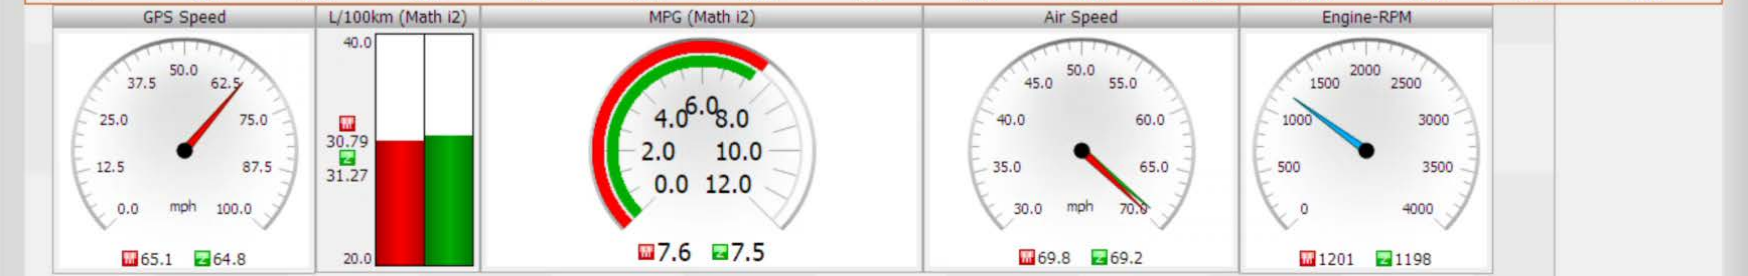 GPS Speed
50.0
37.5 62.5
25.0 75.0
12.5 87.5
0.0 mph 100.0
M 65.1 Z 64.8
L/100km (Math i2)
40.0
M
30.79
Z
31.27
20.0
MPG (Math i2)
6.0
4.0 8.0
2.0 10.0
0.0 12.0
M 7.6 Z 7.5
Air Speed
50.0
45.0 55.0
40.0 60.0
35.0 65.0
30.0 mph 70.0
M 69.8 Z 69.2
Engine-RPM
2000
1500 2500
1000 3000
500 3500
0 4000
M 1201 Z 1198